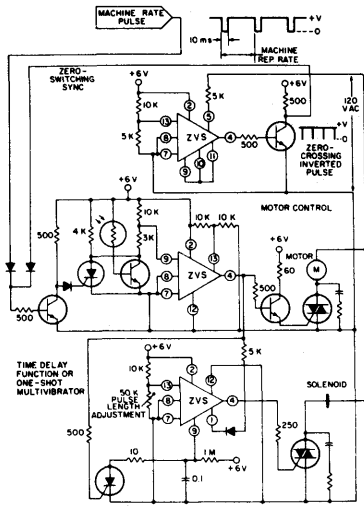 MACHINE RATE
PULSE
+V
0
10 ms
MACHINE
REP RATE
ZERO-
SWITCHING
SYNC
+6V
10K
5K
13
8
7
2
5K
5
ZVS
4
9
10
11
500
+6V
500
120
VAC
+V
0
ZERO-
CROSSING
INVERTED
PULSE
MOTOR CONTROL
+6V
500
4K
10K
3K
9
8
7
2
10K
10K
13
ZVS
4
12
500
+6V
60
MOTOR
M
500
TIME DELAY
FUNCTION OR
ONE-SHOT
MULTIVIBRATOR
+6V
10K
50K
PULSE
LENGTH
ADJUSTMENT
13
8
7
2
12
ZVS
4
1
9
5K
500
10
1M
+6V
0.1
250
SOLENOID